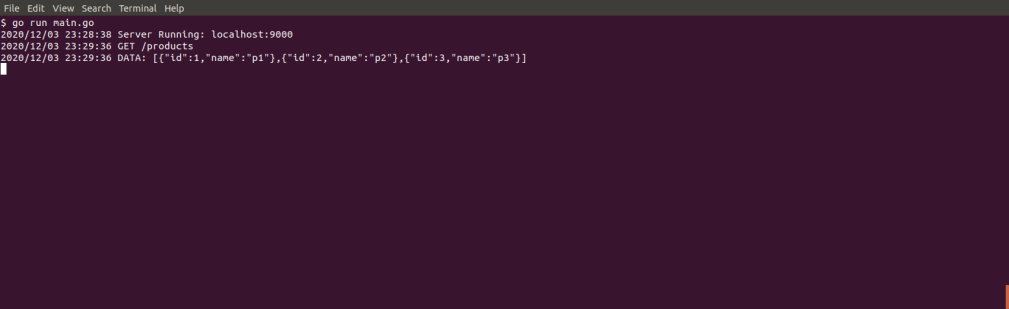 File Edit View Search Terminal Help
$ go run main.go
2020/12/03 23:28:38 Server Running: localhost:9000
2020/12/03 23:29:36 GET /products
2020/12/03 23:29:36 DATA: [{"id":1,"name":"p1"},{"id":2,"name":"p2"},{"id":3,"name":"p3"}]